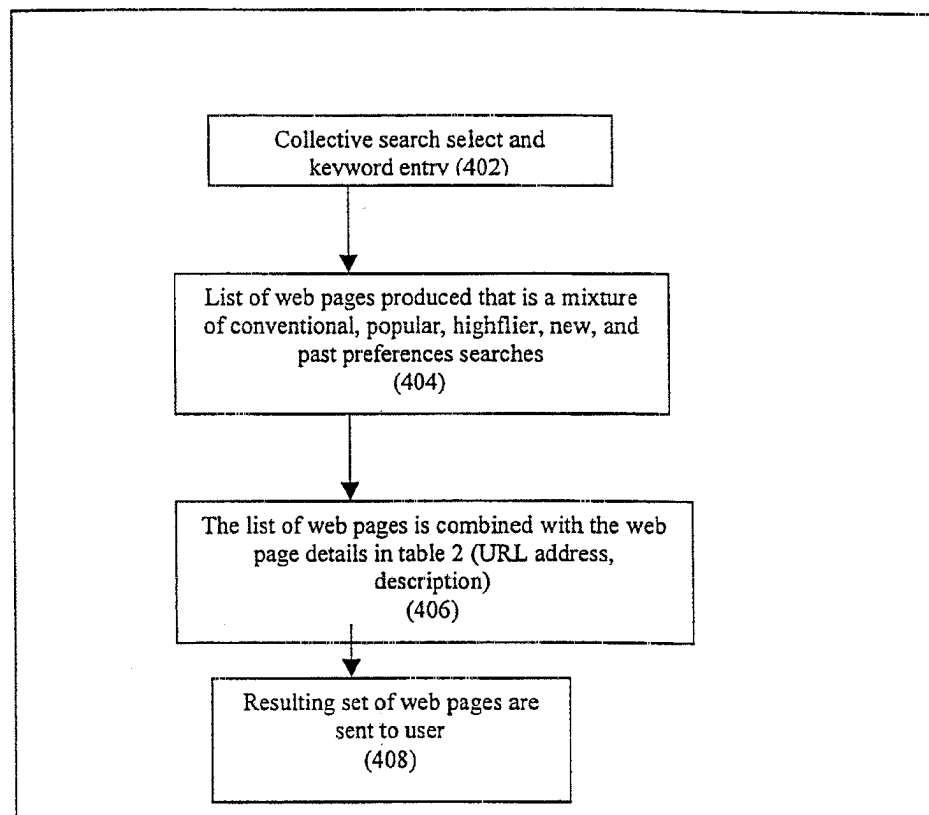 Collective search select and
keyword entry (402)
List of web pages produced that is a mixture
of conventional, popular, highflier, new, and
past preferences searches
(404)
The list of web pages is combined with the web
page details in table 2 (URL address,
description)
(406)
Resulting set of web pages are
sent to user
(408)